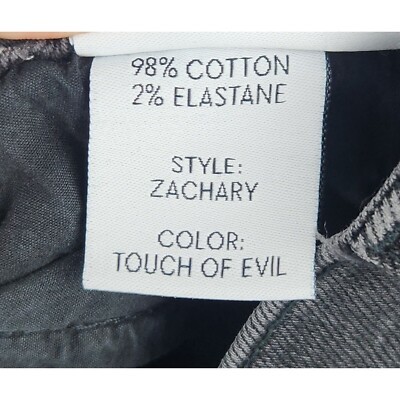 98% COTTON
2% ELASTANE
STYLE:
ZACHARY
COLOR:
TOUCH OF EVIL